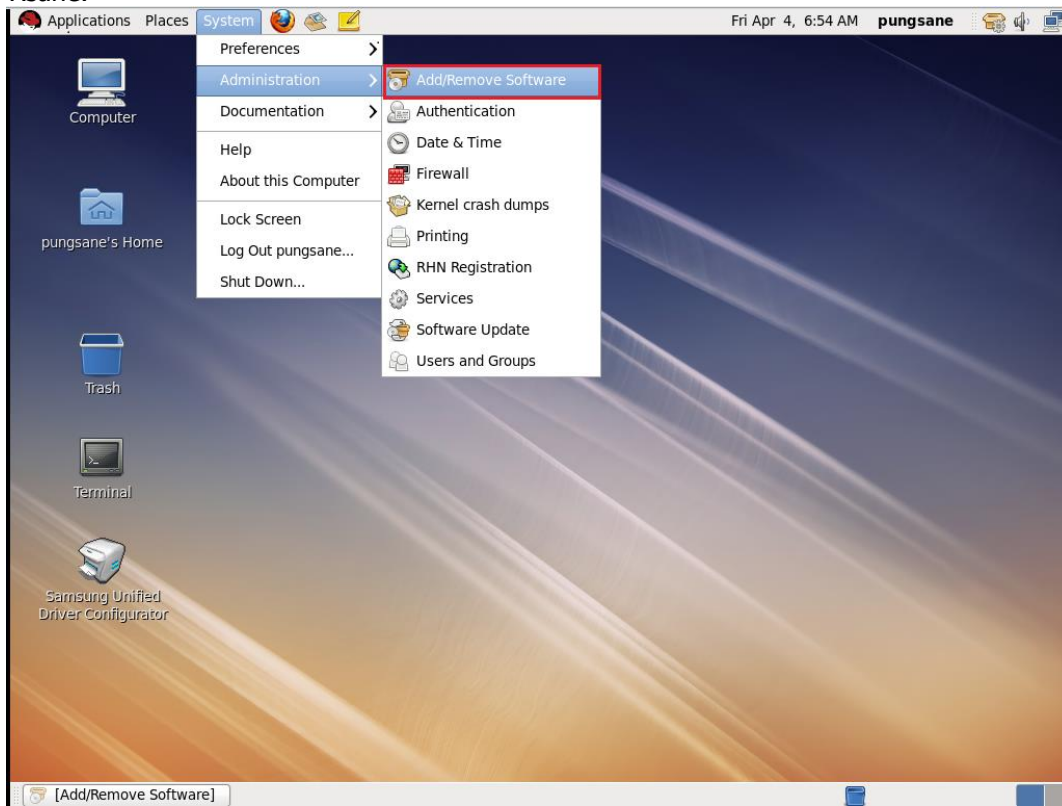 Applications Places System Fri Apr 4, 6:54 AM pungsane
Preferences
Administration
Documentation
Help
About this Computer
Lock Screen
Log Out pungsane...
Shut Down...
Add/Remove Software
Authentication
Date & Time
Firewall
Kernel crash dumps
Printing
RHN Registration
Services
Software Update
Users and Groups
Computer
pungsane's Home
Trash
Terminal
Samsung Unified
Driver Configurator
[Add/Remove Software]